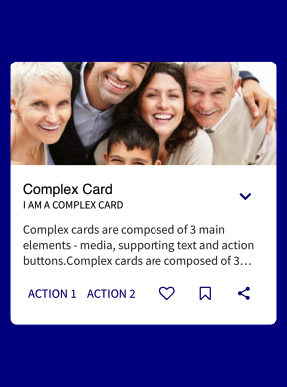 Complex Card
I AM A COMPLEX CARD
Complex cards are composed of 3 main
elements - media, supporting text and action
buttons.Complex cards are composed of 3...
ACTION 1 ACTION 2